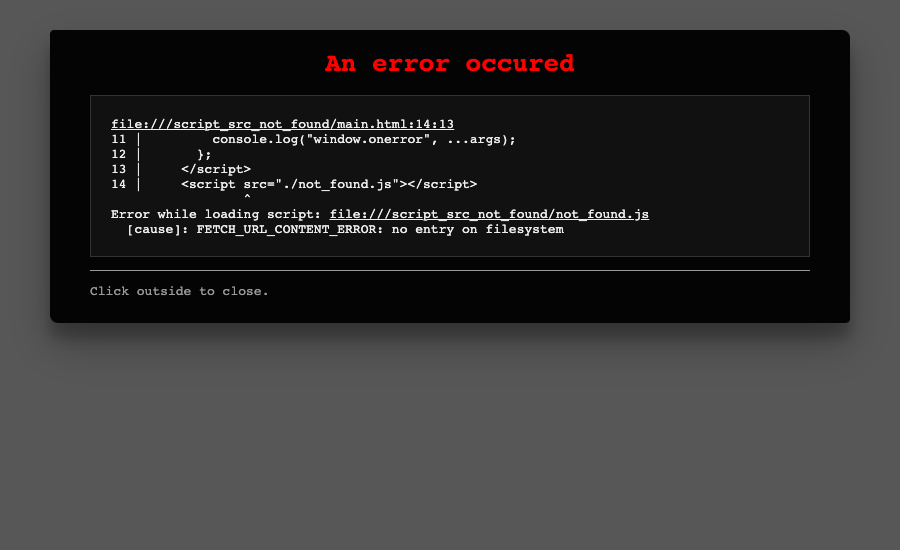 An error occured
file:///script_src_not_found/main.html:14:13
11 |         console.log("window.onerror", ...args);
12 |       };
13 |     </script>
14 |     <script src="./not_found.js"></script>
                 ^
Error while loading script: file:///script_src_not_found/not_found.js
  [cause]: FETCH_URL_CONTENT_ERROR: no entry on filesystem
Click outside to close.